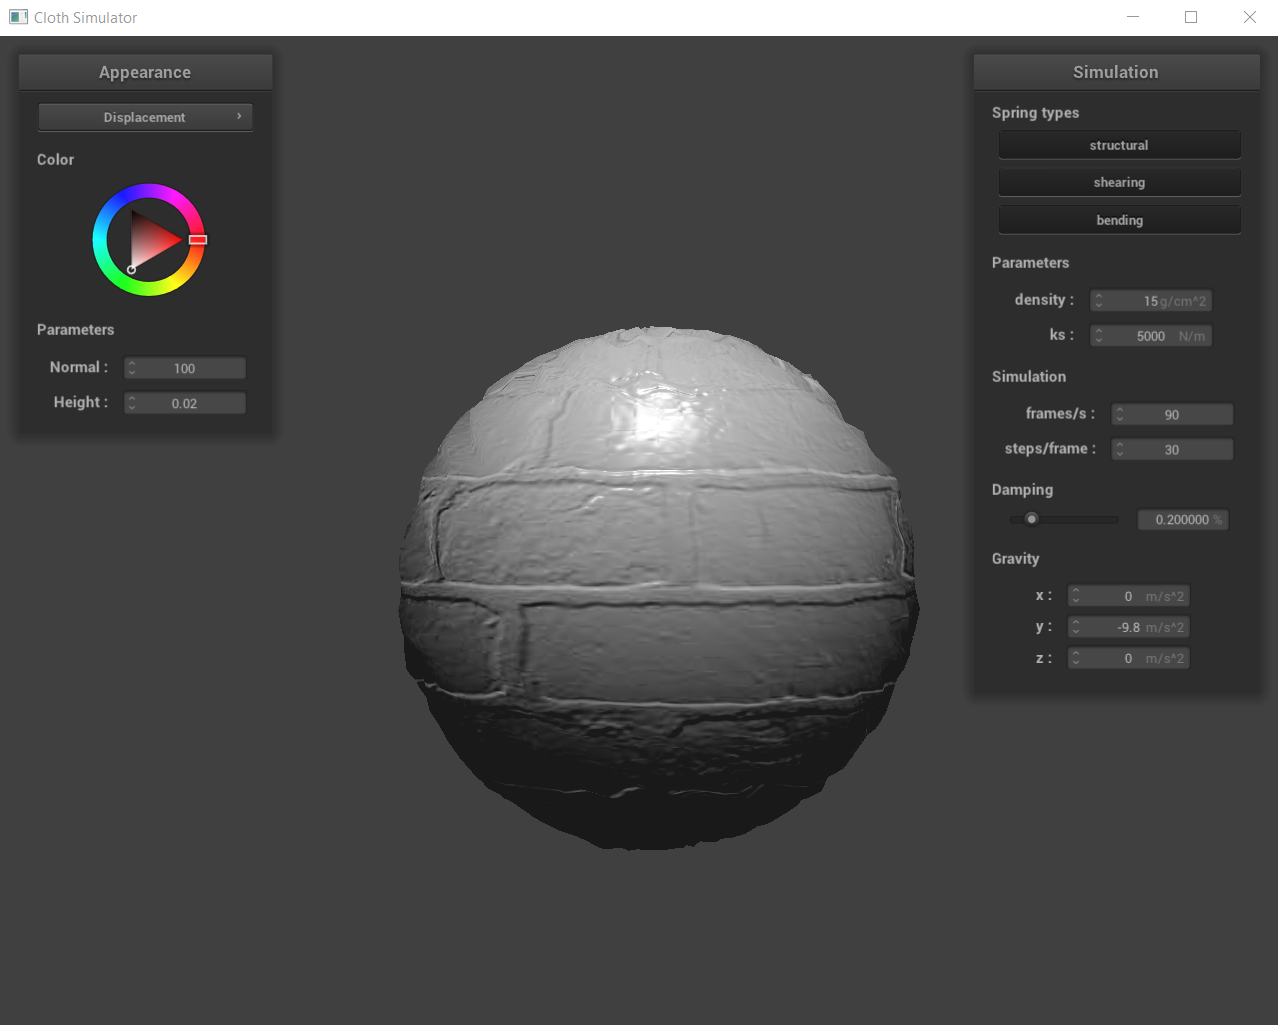 Cloth Simulator
Appearance
Displacement
Color
Parameters
Normal : 100
Height : 0.02
Simulation
Spring types
structural
shearing
bending
Parameters
density : 15 g/cm^2
ks : 5000 N/m
Simulation
frames/s : 90
steps/frame : 30
Damping
0.200000 %
Gravity
x : 0 m/s^2
y : -9.8 m/s^2
z : 0 m/s^2